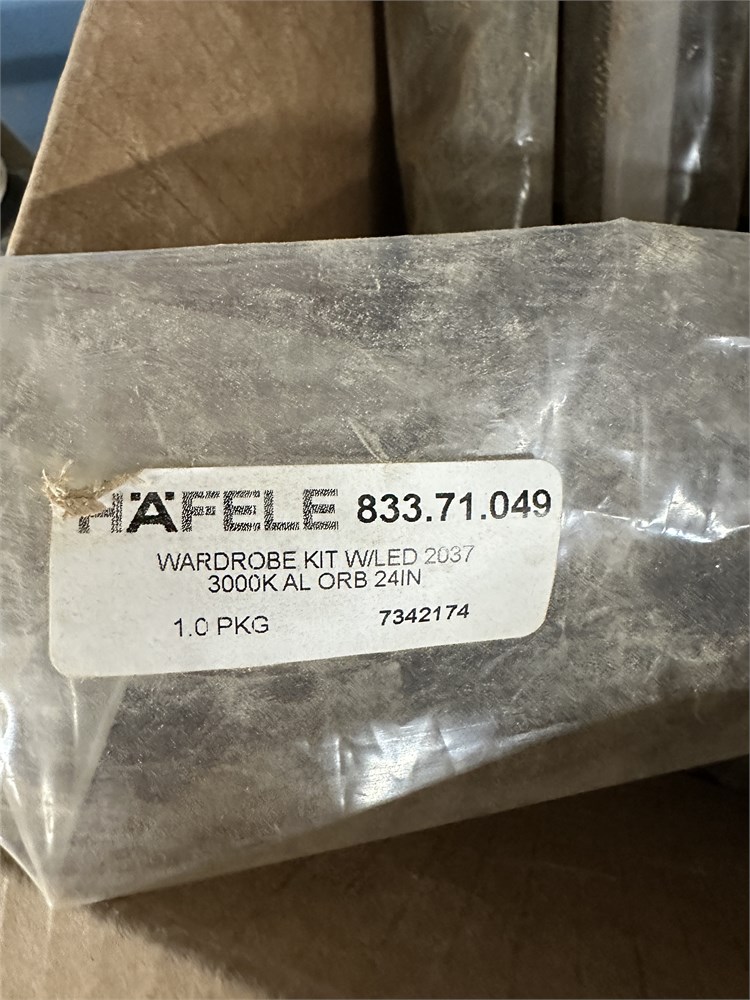 HÄFELE 833.71.049
WARDROBE KIT W/LED 2037
3000K AL ORB 24IN
1.0 PKG 7342174